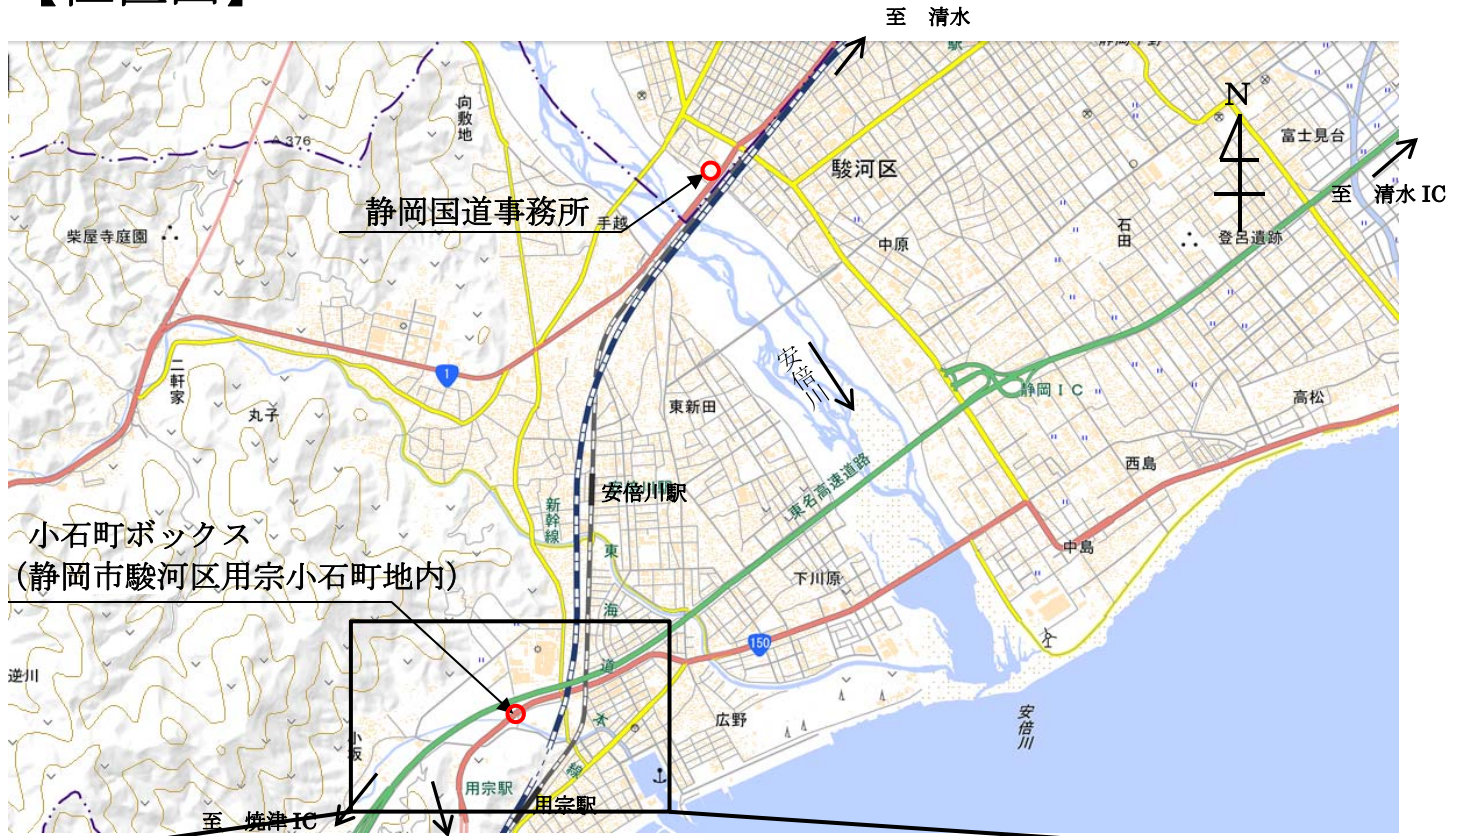 【位置図】
至　清水
向敷地
376
N
富士見台
駿河区
至　清水 IC
静岡国道事務所
手越
石田
柴屋寺庭園
中原
登呂遺跡
安倍川
二軒家
1
静岡ＩＣ
丸子
東新田
高松
西島
東名高速道路
安倍川駅
新幹線
小石町ボックス
東海道本線
中島
（静岡市駿河区用宗小石町地内）
下川原
150
逆川
広野
安倍川
小坂
用宗駅
用宗駅
至　焼津 IC